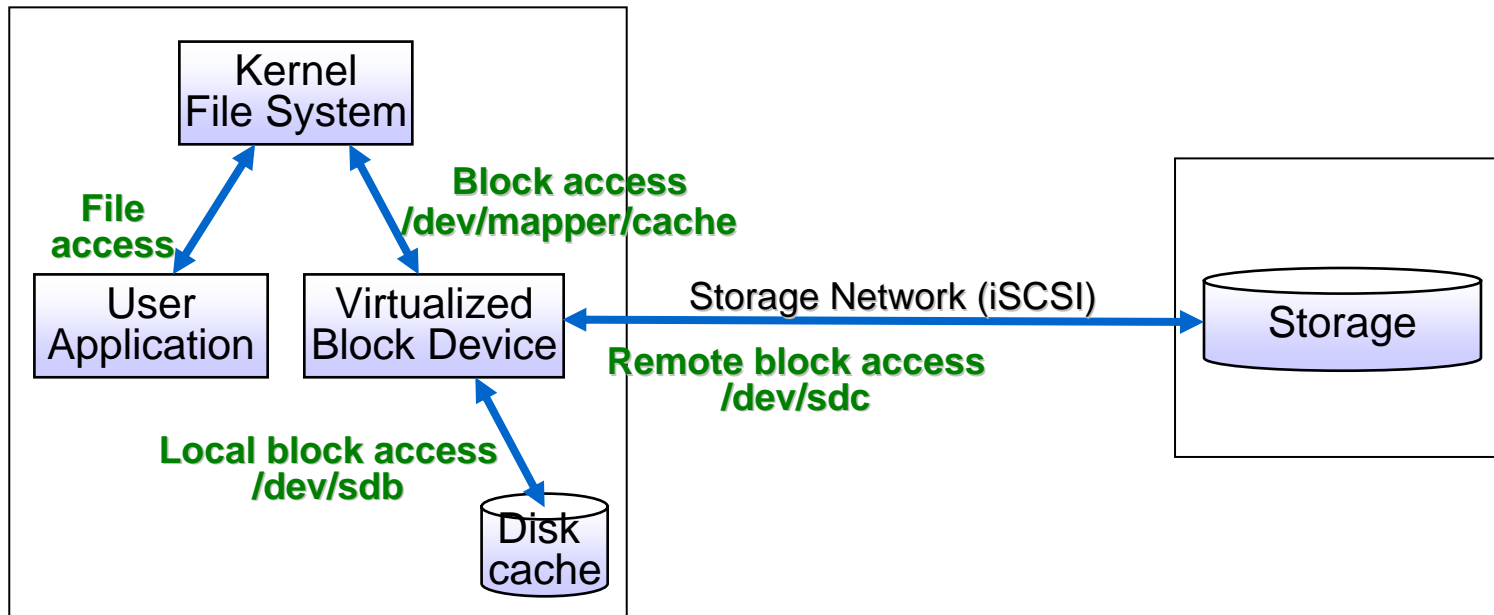 Kernel
File System
File
access
Block access
/dev/mapper/cache
User
Application
Virtualized
Block Device
Storage Network (iSCSI)
Remote block access
/dev/sdc
Storage
Local block access
/dev/sdb
Disk
cache